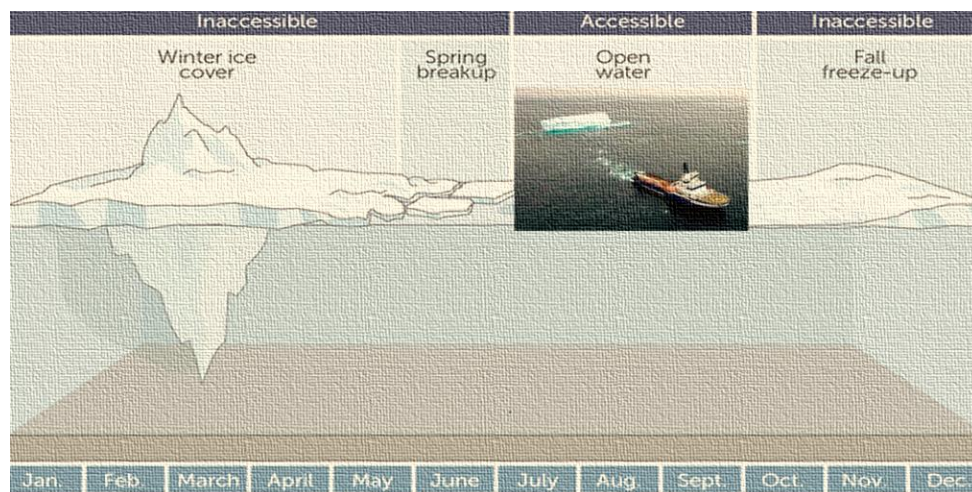 Inaccessible
Accessible
Inaccessible
Winter ice
cover
Spring
breakup
Open
water
Fall
freeze-up
Jan. Feb. March April May June July Aug. Sept. Oct. Nov. Dec